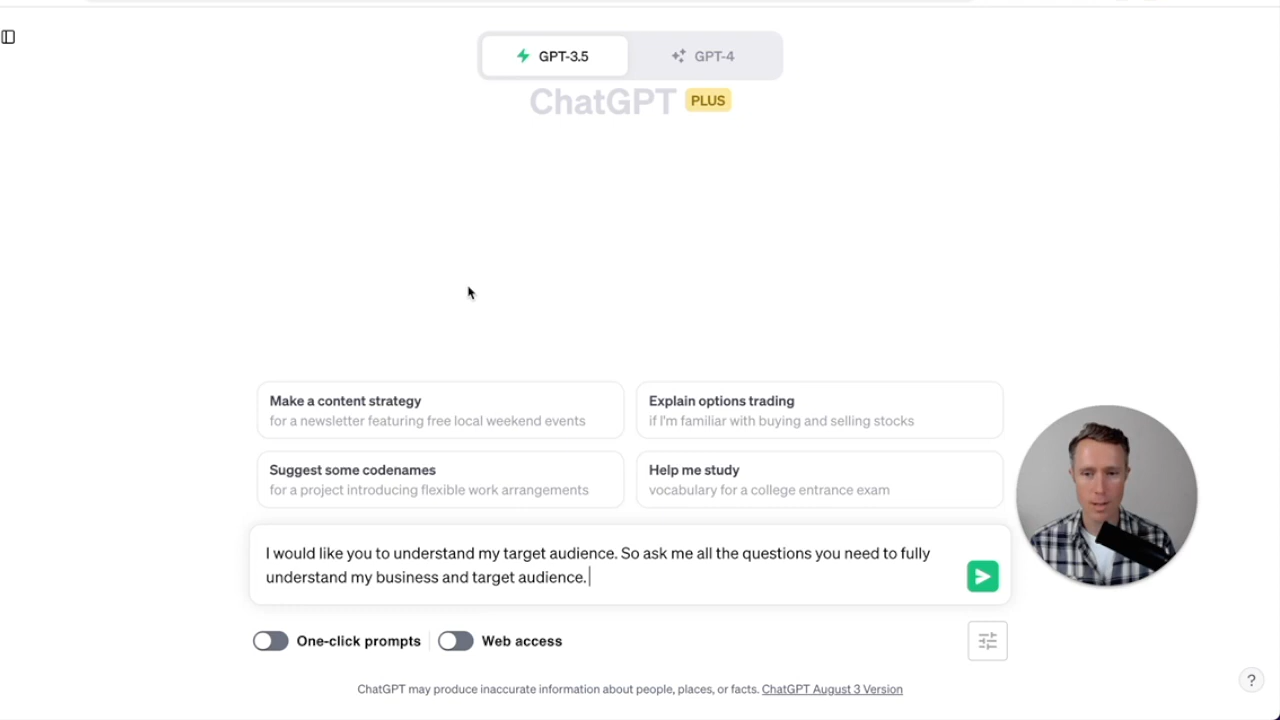 GPT-3.5
GPT-4
ChatGPT PLUS
Make a content strategy
for a newsletter featuring free local weekend events
Explain options trading
if I'm familiar with buying and selling stocks
Suggest some codenames
for a project introducing flexible work arrangements
Help me study
vocabulary for a college entrance exam
I would like you to understand my target audience. So ask me all the questions you need to fully
understand my business and target audience.
One-click prompts
Web access
ChatGPT may produce inaccurate information about people, places, or facts. ChatGPT August 3 Version
?